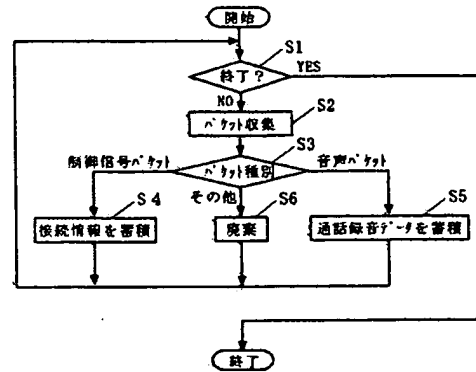 開始
S1
終了?
YES
NO
S2
パケット収集
S3
制御信号パケット
パケット種別
音声パケット
その他
S4
S6
S5
接続情報を蓄積
廃棄
通話録音データを蓄積
終了